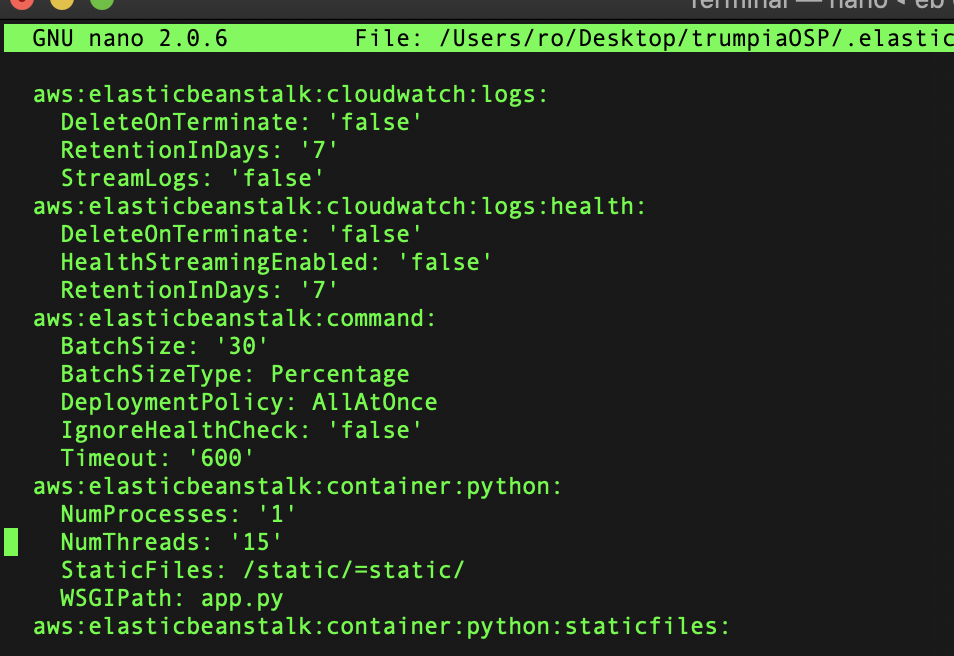 Terminal — nano ◂ eb
GNU nano 2.0.6 File: /Users/ro/Desktop/trumpiaOSP/.elastic
aws:elasticbeanstalk:cloudwatch:logs:
DeleteOnTerminate: 'false'
RetentionInDays: '7'
StreamLogs: 'false'
aws:elasticbeanstalk:cloudwatch:logs:health:
DeleteOnTerminate: 'false'
HealthStreamingEnabled: 'false'
RetentionInDays: '7'
aws:elasticbeanstalk:command:
BatchSize: '30'
BatchSizeType: Percentage
DeploymentPolicy: AllAtOnce
IgnoreHealthCheck: 'false'
Timeout: '600'
aws:elasticbeanstalk:container:python:
NumProcesses: '1'
NumThreads: '15'
StaticFiles: /static/=static/
WSGIPath: app.py
aws:elasticbeanstalk:container:python:staticfiles: